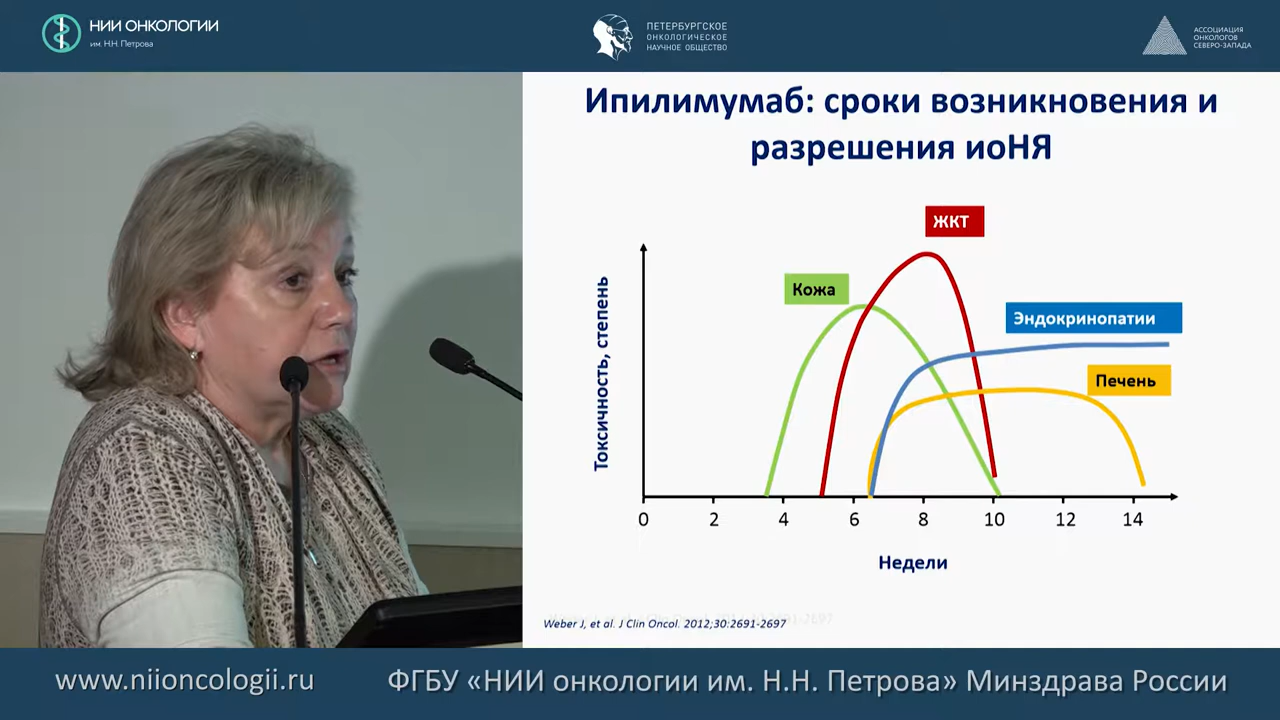 НИИ ОНКОЛОГИИ
им. Н.Н. Петрова
ПЕТЕРБУРГСКОЕ
ОНКОЛОГИЧЕСКОЕ
НАУЧНОЕ ОБЩЕСТВО
АССОЦИАЦИЯ
ОНКОЛОГОВ
СЕВЕРО-ЗАПАДА
Ипилимумаб: сроки возникновения и
разрешения иоНЯ
ЖКТ
Кожа
Эндокринопатии
Печень
Токсичность, степень
0 2 4 6 8 10 12 14
Недели
Weber J, et al. J Clin Oncol. 2012;30:2691-2697
www.niioncologii.ru
ФГБУ «НИИ онкологии им. Н.Н. Петрова» Минздрава России